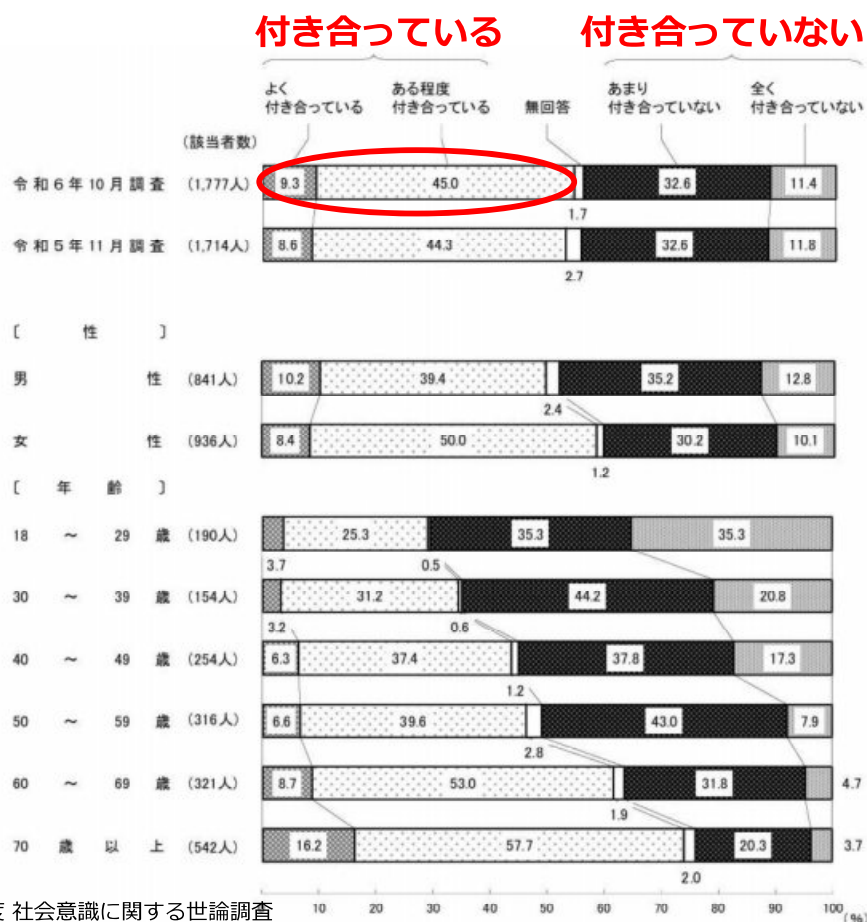 付き合っている 付き合っていない
よく ある程度 あまり 全く
付き合っている 付き合っている 無回答 付き合っていない 付き合っていない
(該当者数)
令和6年10月調査 (1,777人) 9.3 45.0 32.6 11.4
1.7
令和5年11月調査 (1,714人) 8.6 44.3 32.6 11.8
2.7
〔 性 〕
男 性 (841人) 10.2 39.4 35.2 12.8
2.4
女 性 (936人) 8.4 50.0 30.2 10.1
1.2
〔 年 齢 〕
18 ~ 29 歳 (190人) 25.3 35.3 35.3
3.7 0.5
30 ~ 39 歳 (154人) 31.2 44.2 20.8
3.2 0.6
40 ~ 49 歳 (254人) 6.3 37.4 37.8 17.3
1.2
50 ~ 59 歳 (316人) 6.6 39.6 43.0 7.9
2.8
60 ~ 69 歳 (321人) 8.7 53.0 31.8 4.7
1.9
70 歳 以 上 (542人) 16.2 57.7 20.3 3.7
2.0
社会意識に関する世論調査 10 20 30 40 50 60 70 80 90 100